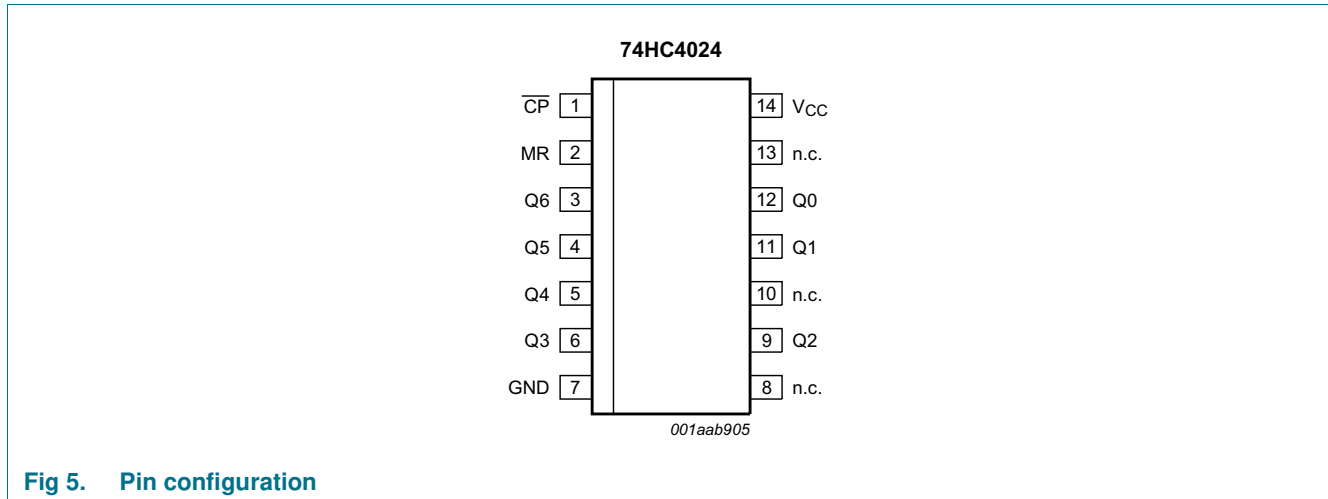 74HC4024
C̅P̅ 1 14 VCC
MR 2 13 n.c.
Q6 3 12 Q0
Q5 4 11 Q1
Q4 5 10 n.c.
Q3 6 9 Q2
GND 7 8 n.c.
001aab905
Fig 5. Pin configuration